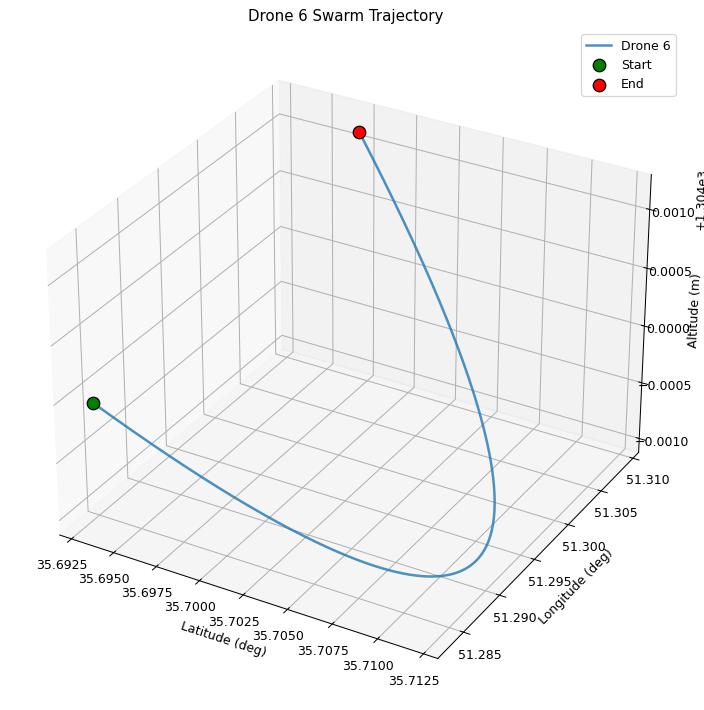 Drone 6 Swarm Trajectory
Drone 6
Start
End
+1.304e3
0.0010
0.0005
0.0000
−0.0005
−0.0010
Altitude (m)
51.310
51.305
51.300
51.295
51.290
51.285
Longitude (deg)
35.6925
35.6950
35.6975
35.7000
35.7025
35.7050
35.7075
35.7100
35.7125
Latitude (deg)